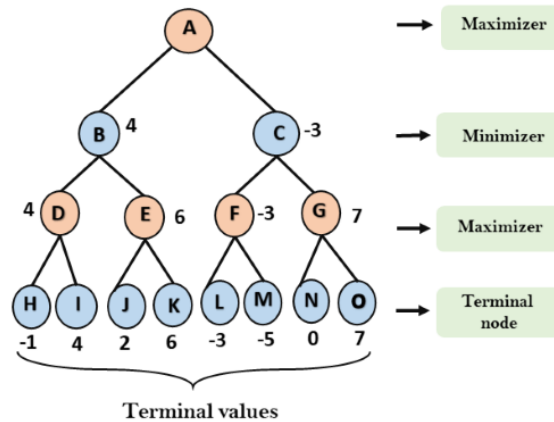 A
Maximizer
B 4
C -3
Minimizer
4 D
E 6
F -3
G 7
Maximizer
H I J K L M N O
Terminal
node
-1 4 2 6 -3 -5 0 7
Terminal values